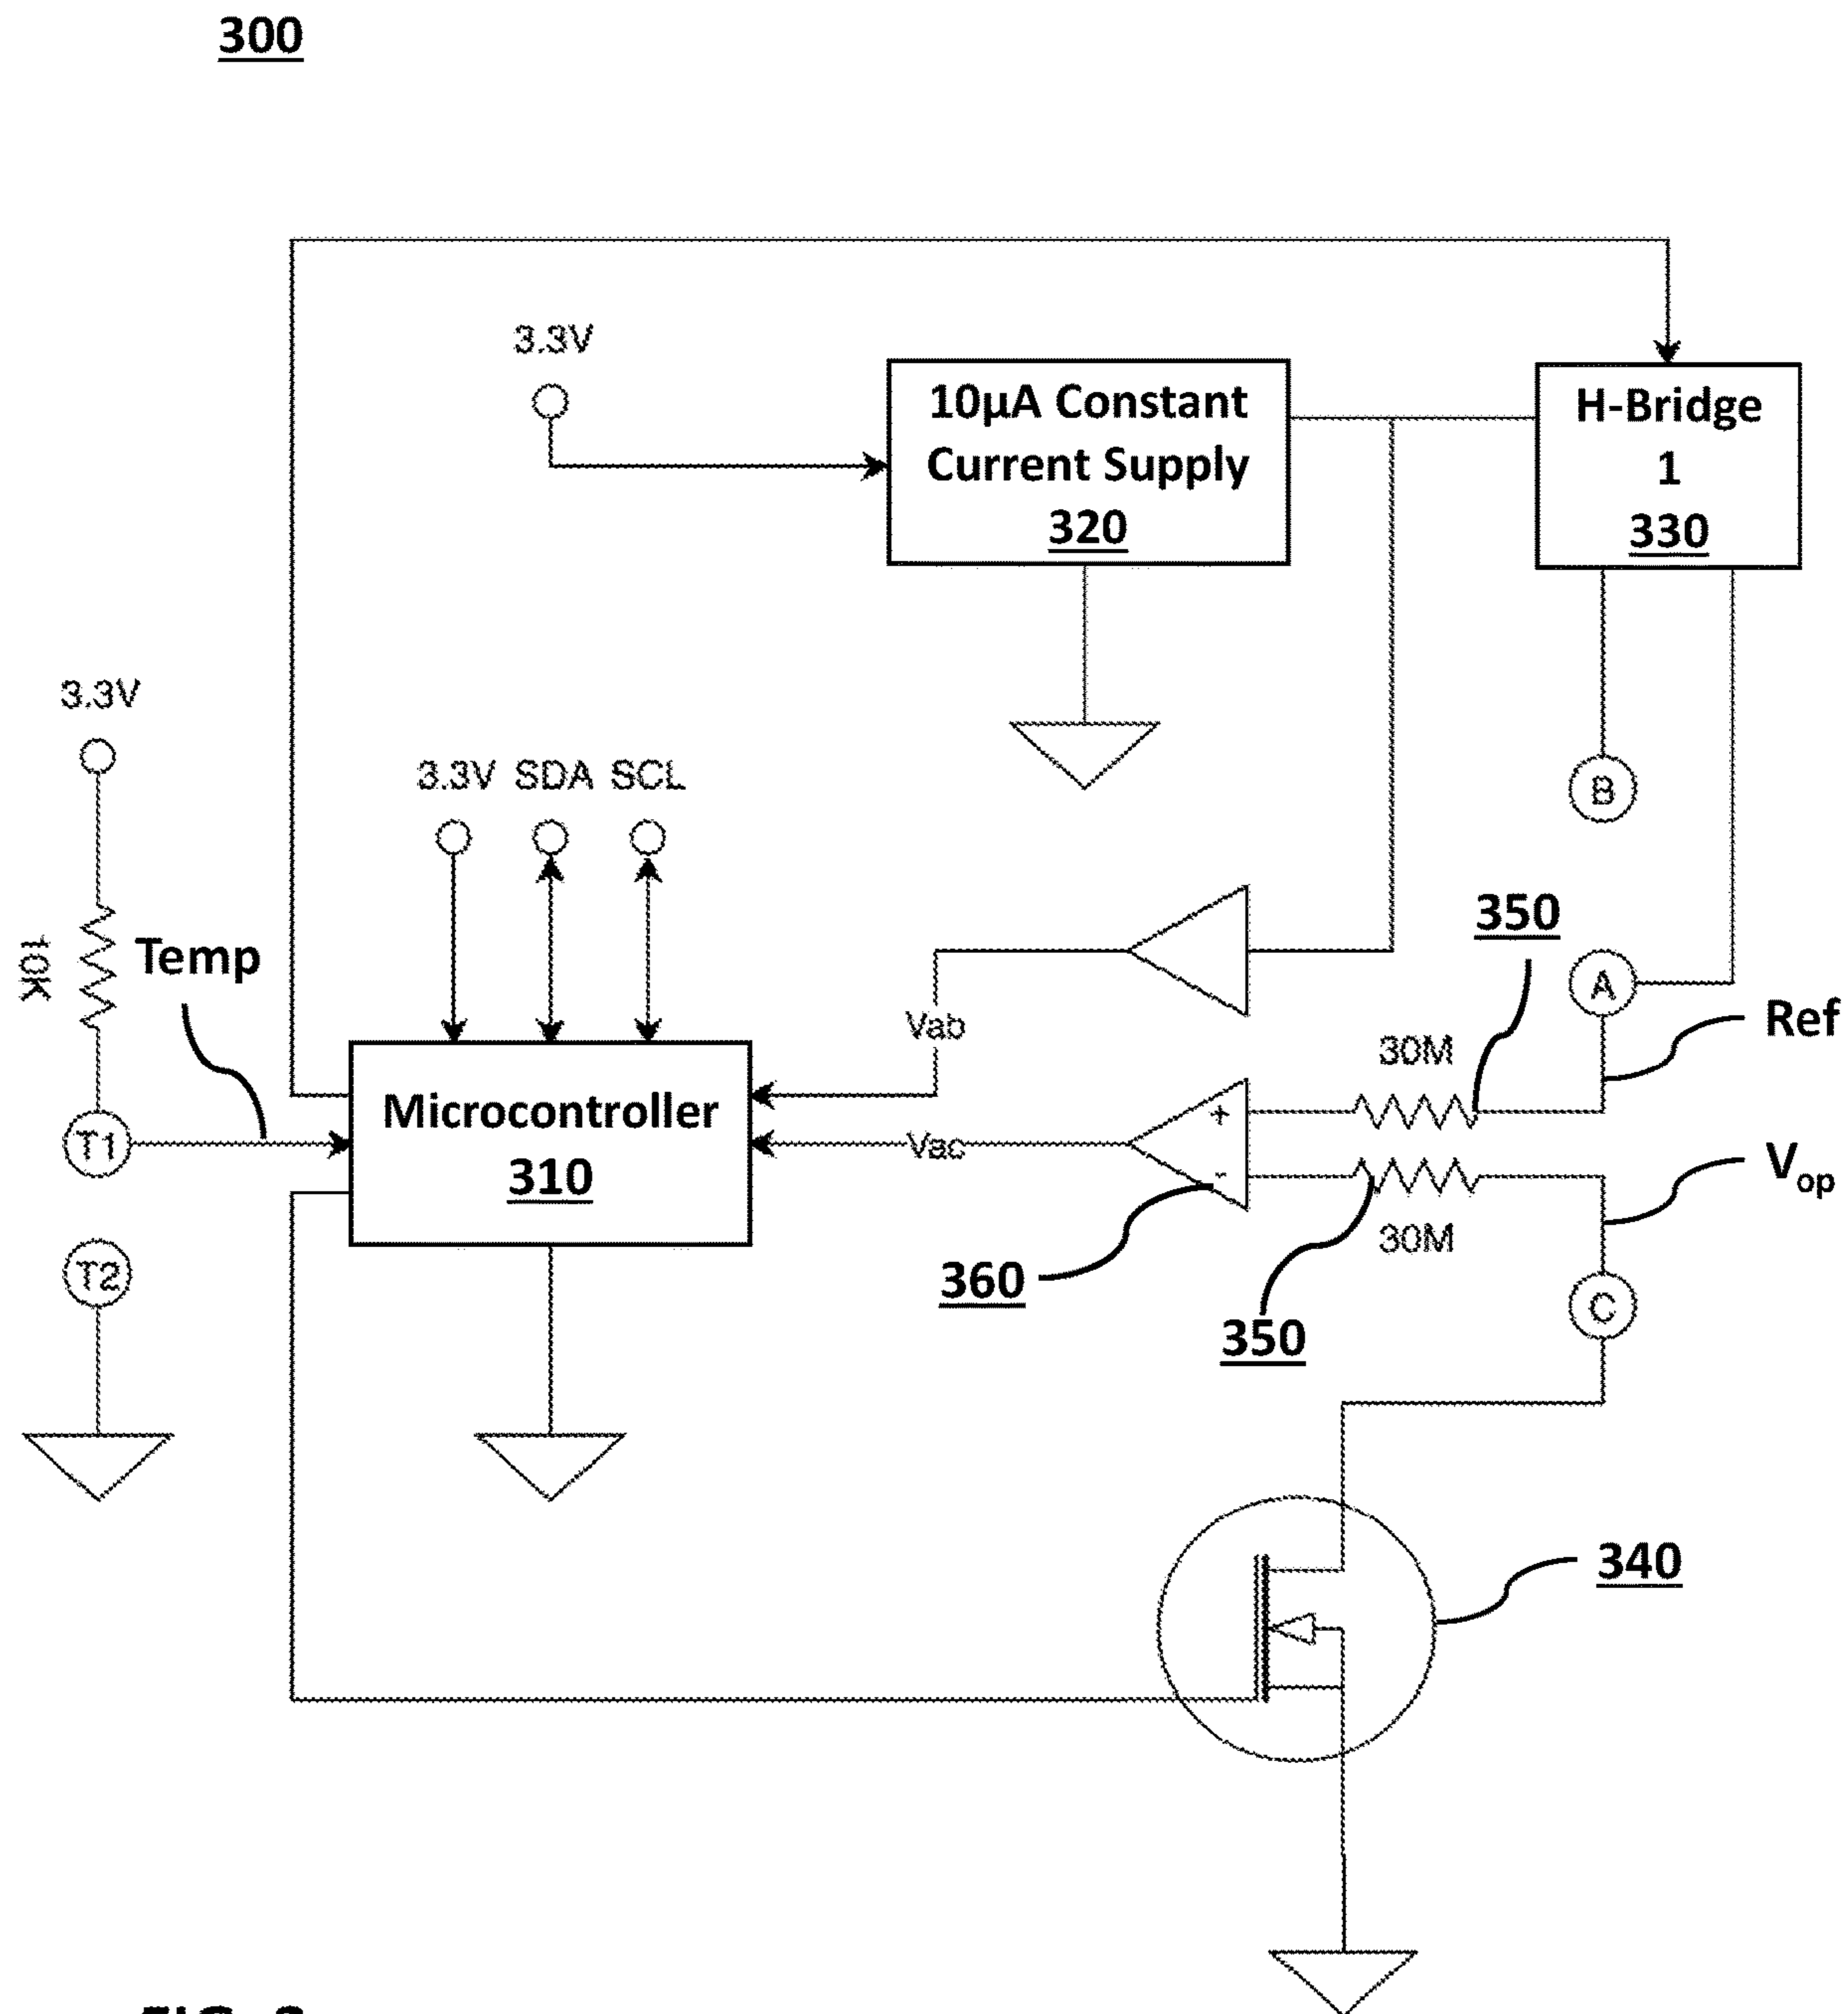 300
3.3V
10µA Constant
Current Supply
320
H-Bridge
1
330
3.3V
3.3V SDA SCL
B
10K
Temp
350
A
Vab
30M
Ref
Microcontroller
310
T1
+
Vac
-
Vop
30M
T2
360
350
C
340